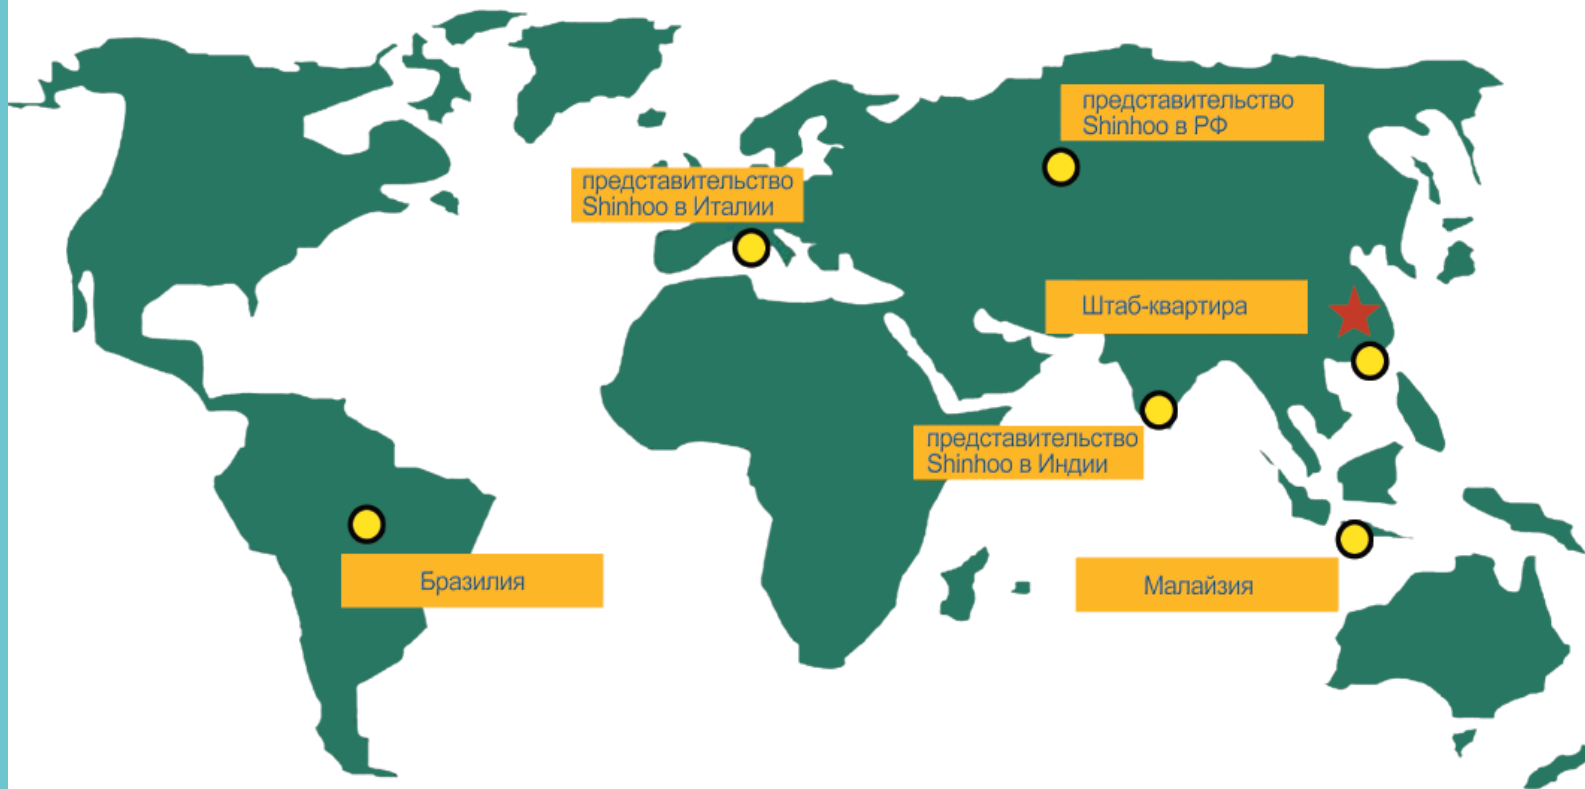 представительство
Shinhoo в РФ
представительство
Shinhoo в Италии
Штаб-квартира
представительство
Shinhoo в Индии
Бразилия
Малайзия